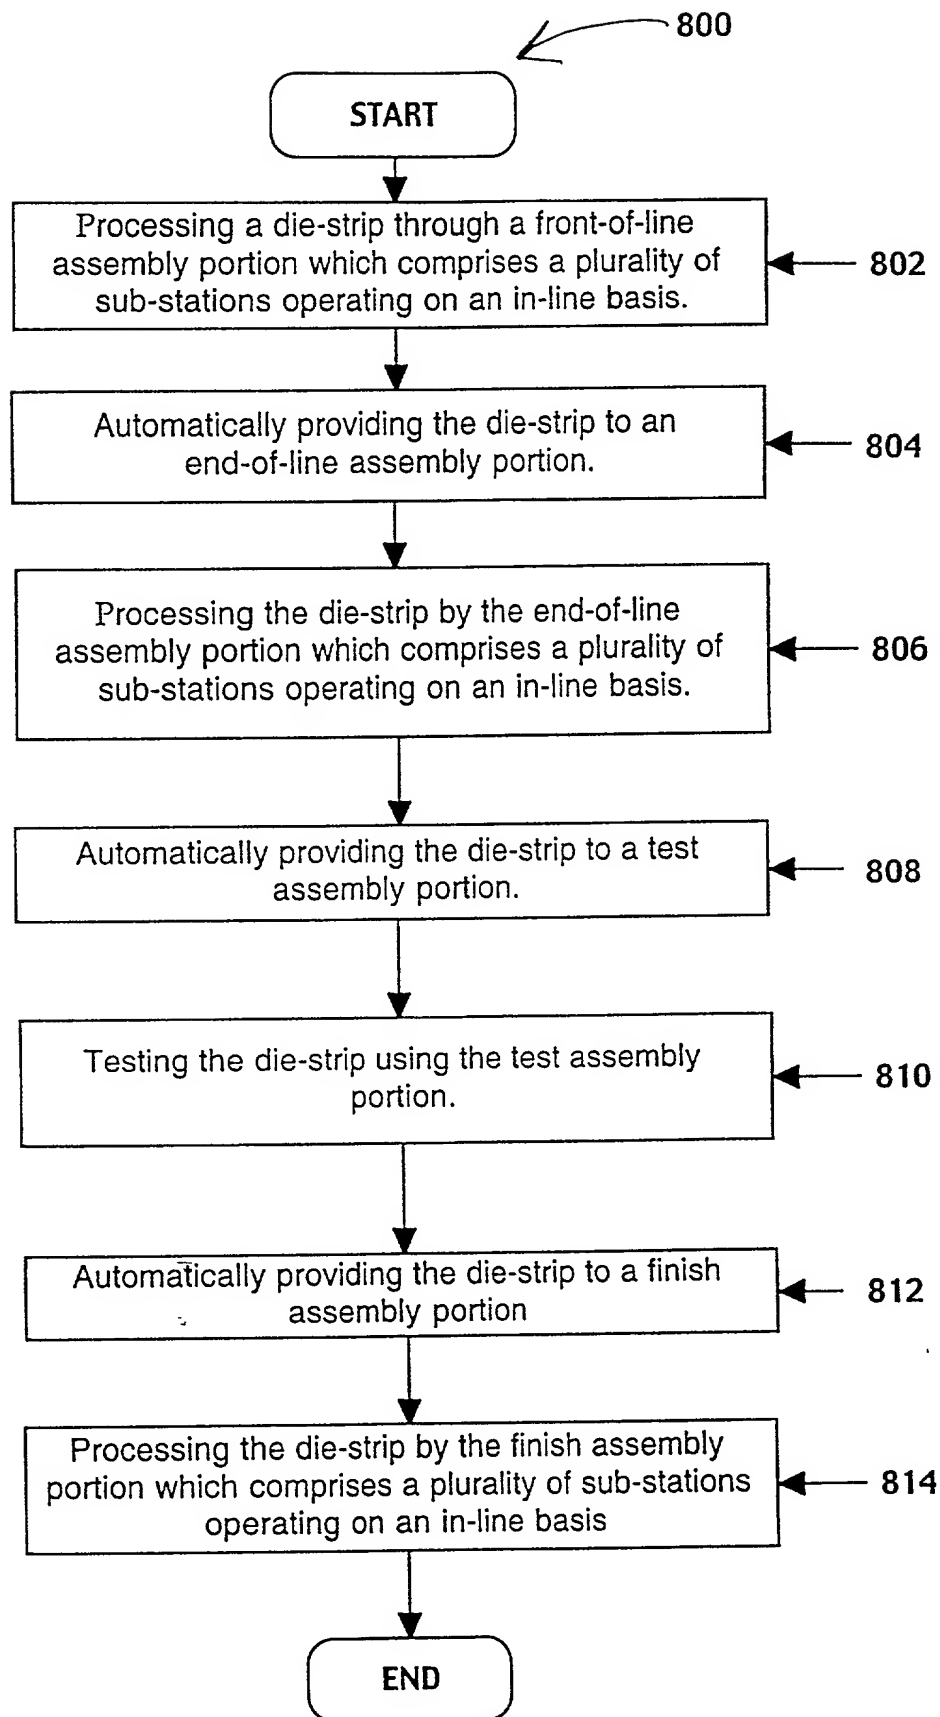 800
START
Processing a die-strip through a front-of-line
assembly portion which comprises a plurality of
sub-stations operating on an in-line basis.
802
Automatically providing the die-strip to an
end-of-line assembly portion.
804
Processing the die-strip by the end-of-line
assembly portion which comprises a plurality of
sub-stations operating on an in-line basis.
806
Automatically providing the die-strip to a test
assembly portion.
808
Testing the die-strip using the test assembly
portion.
810
Automatically providing the die-strip to a finish
assembly portion
812
Processing the die-strip by the finish assembly
portion which comprises a plurality of sub-stations
operating on an in-line basis
814
END